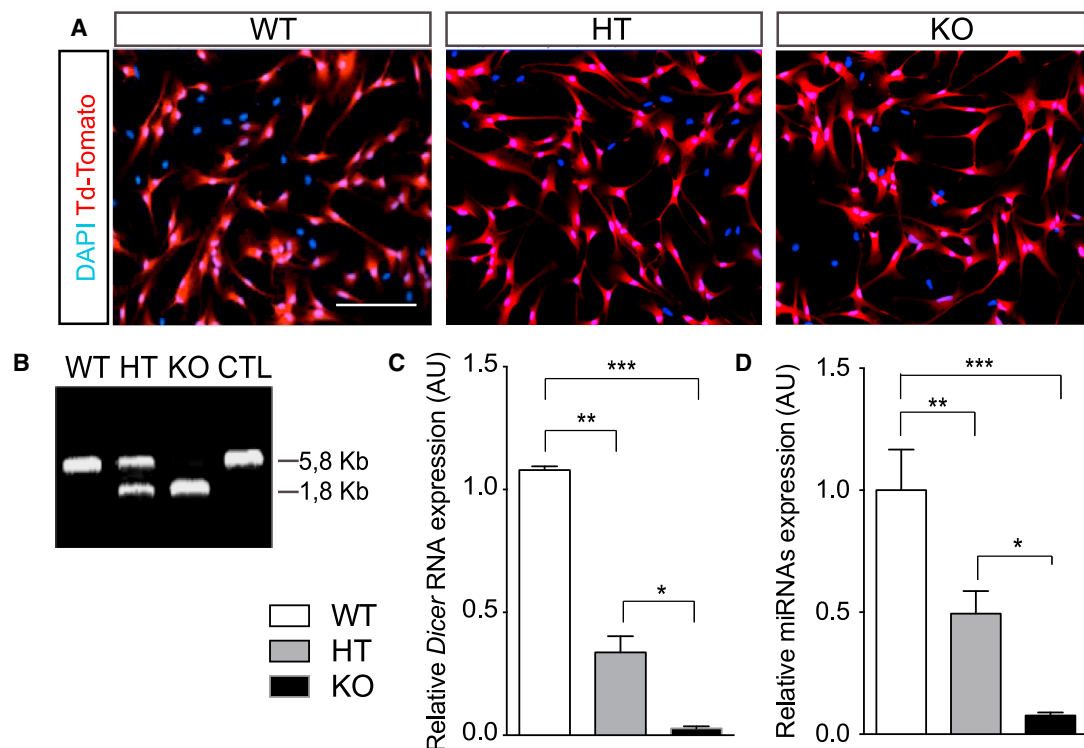 A
WT HT KO
DAPI Td-Tomato
B
WT HT KO CTL
5,8 Kb
1,8 Kb
WT
HT
KO
C
Relative Dicer RNA expression (AU)
1.5
1.0
0.5
0.0
***
**
*
D
Relative miRNAs expression (AU)
1.5
1.0
0.5
0.0
***
**
*